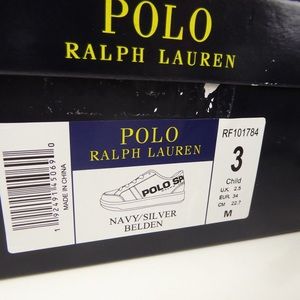 POLO
RALPH LAUREN
POLO
RALPH LAUREN
POLO SP
NAVY/SILVER
BELDEN
MADE IN CHINA
RF101784
3
Child
U.K. 2.5
EUR. 34
CM 22.7
M